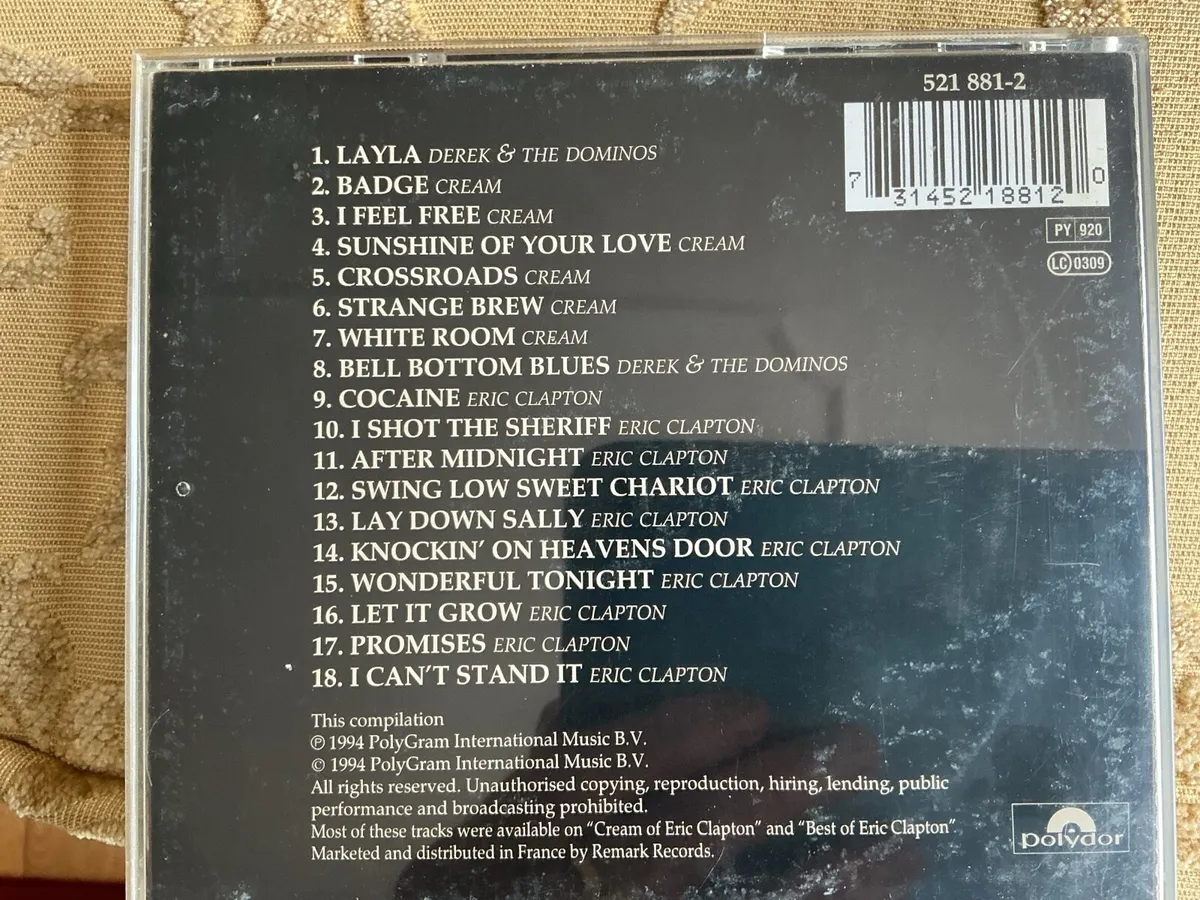 521 881-2
7 31452 18812 0
PY 920
LC 0309
1. LAYLA DEREK & THE DOMINOS
2. BADGE CREAM
3. I FEEL FREE CREAM
4. SUNSHINE OF YOUR LOVE CREAM
5. CROSSROADS CREAM
6. STRANGE BREW CREAM
7. WHITE ROOM CREAM
8. BELL BOTTOM BLUES DEREK & THE DOMINOS
9. COCAINE ERIC CLAPTON
10. I SHOT THE SHERIFF ERIC CLAPTON
11. AFTER MIDNIGHT ERIC CLAPTON
12. SWING LOW SWEET CHARIOT ERIC CLAPTON
13. LAY DOWN SALLY ERIC CLAPTON
14. KNOCKIN' ON HEAVENS DOOR ERIC CLAPTON
15. WONDERFUL TONIGHT ERIC CLAPTON
16. LET IT GROW ERIC CLAPTON
17. PROMISES ERIC CLAPTON
18. I CAN'T STAND IT ERIC CLAPTON
This compilation
℗ 1994 PolyGram International Music B.V.
© 1994 PolyGram International Music B.V.
All rights reserved. Unauthorised copying, reproduction, hiring, lending, public
performance and broadcasting prohibited.
Most of these tracks were available on "Cream of Eric Clapton" and "Best of Eric Clapton".
Marketed and distributed in France by Remark Records.
polydor